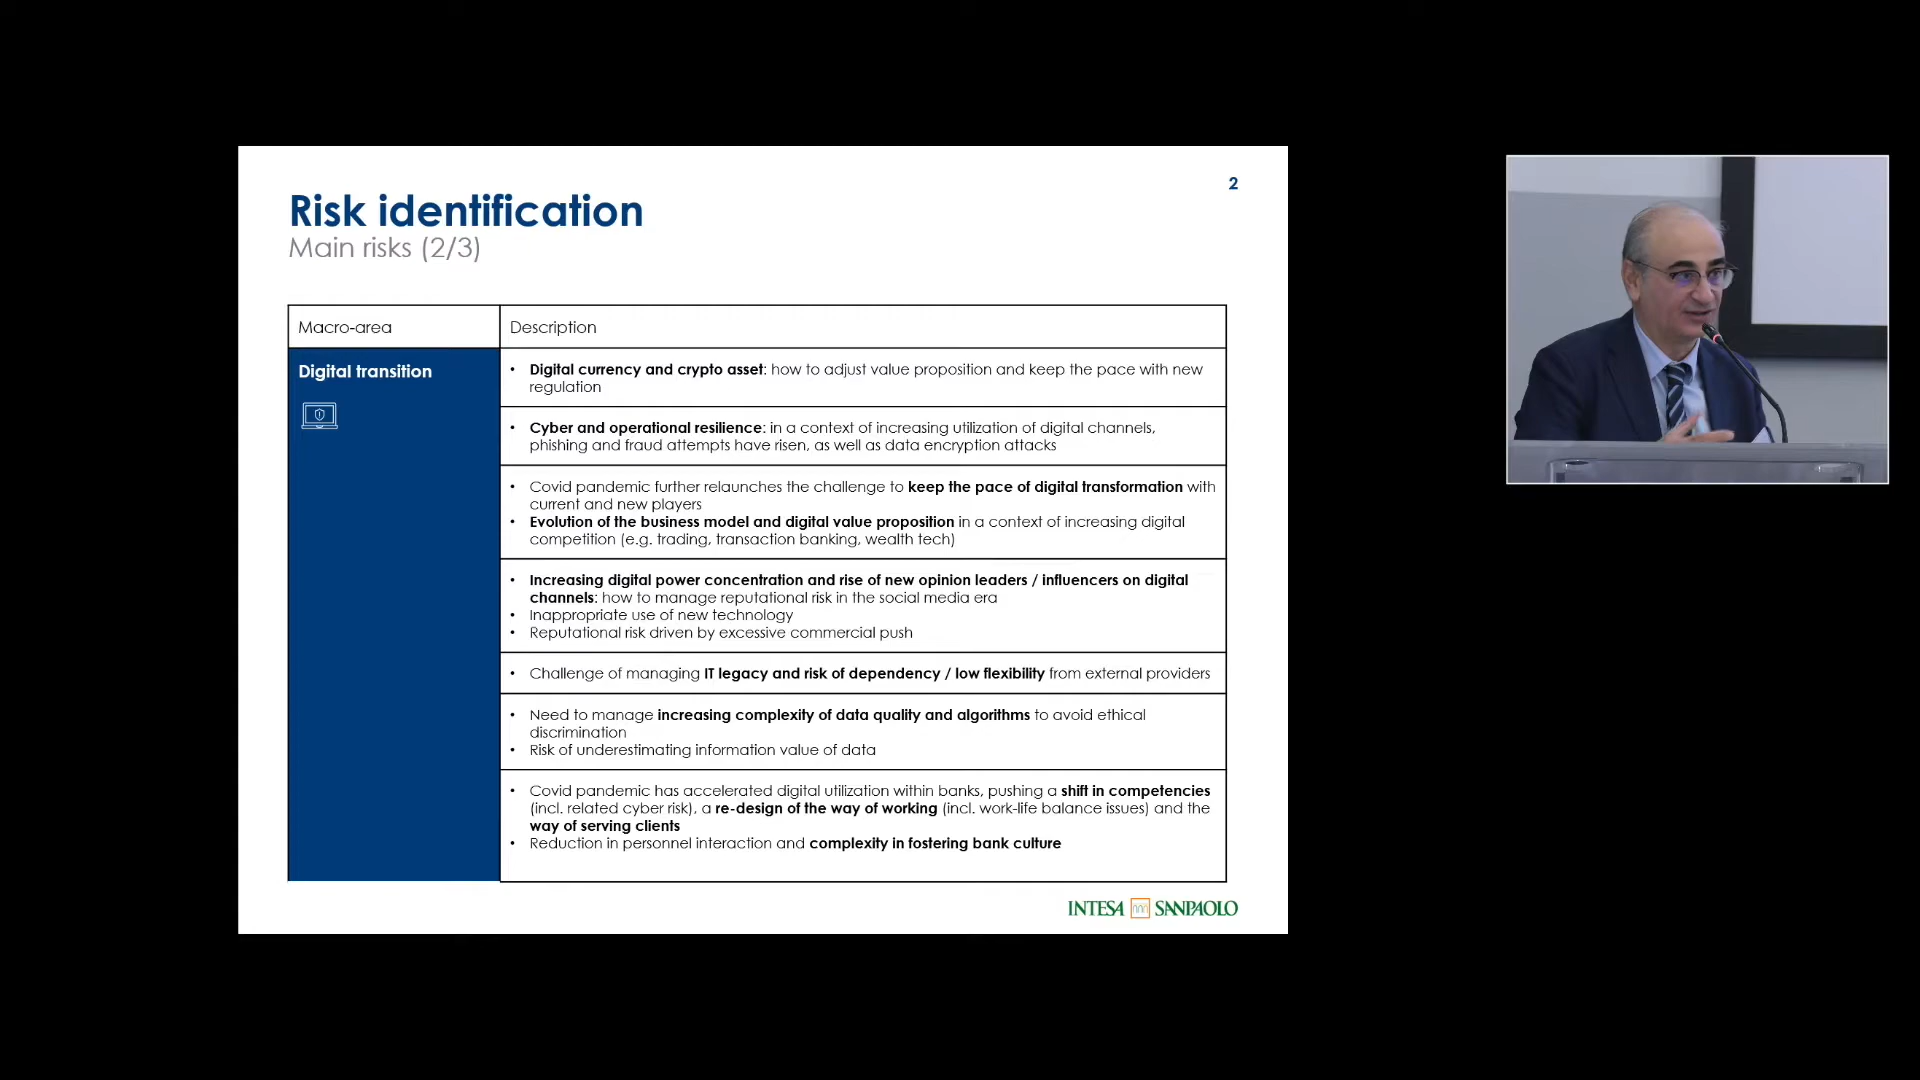 2
Risk identification
Main risks (2/3)
Macro-area
Description
Digital transition
• Digital currency and crypto asset: how to adjust value proposition and keep the pace with new
regulation
• Cyber and operational resilience: in a context of increasing utilization of digital channels,
phishing and fraud attempts have risen, as well as data encryption attacks
• Covid pandemic further relaunches the challenge to keep the pace of digital transformation with
current and new players
• Evolution of the business model and digital value proposition in a context of increasing digital
competition (e.g. trading, transaction banking, wealth tech)
• Increasing digital power concentration and rise of new opinion leaders / influencers on digital
channels: how to manage reputational risk in the social media era
• Inappropriate use of new technology
• Reputational risk driven by excessive commercial push
• Challenge of managing IT legacy and risk of dependency / low flexibility from external providers
• Need to manage increasing complexity of data quality and algorithms to avoid ethical
discrimination
• Risk of underestimating information value of data
• Covid pandemic has accelerated digital utilization within banks, pushing a shift in competencies
(incl. related cyber risk), a re-design of the way of working (incl. work-life balance issues) and the
way of serving clients
• Reduction in personnel interaction and complexity in fostering bank culture
INTESA SANPAOLO